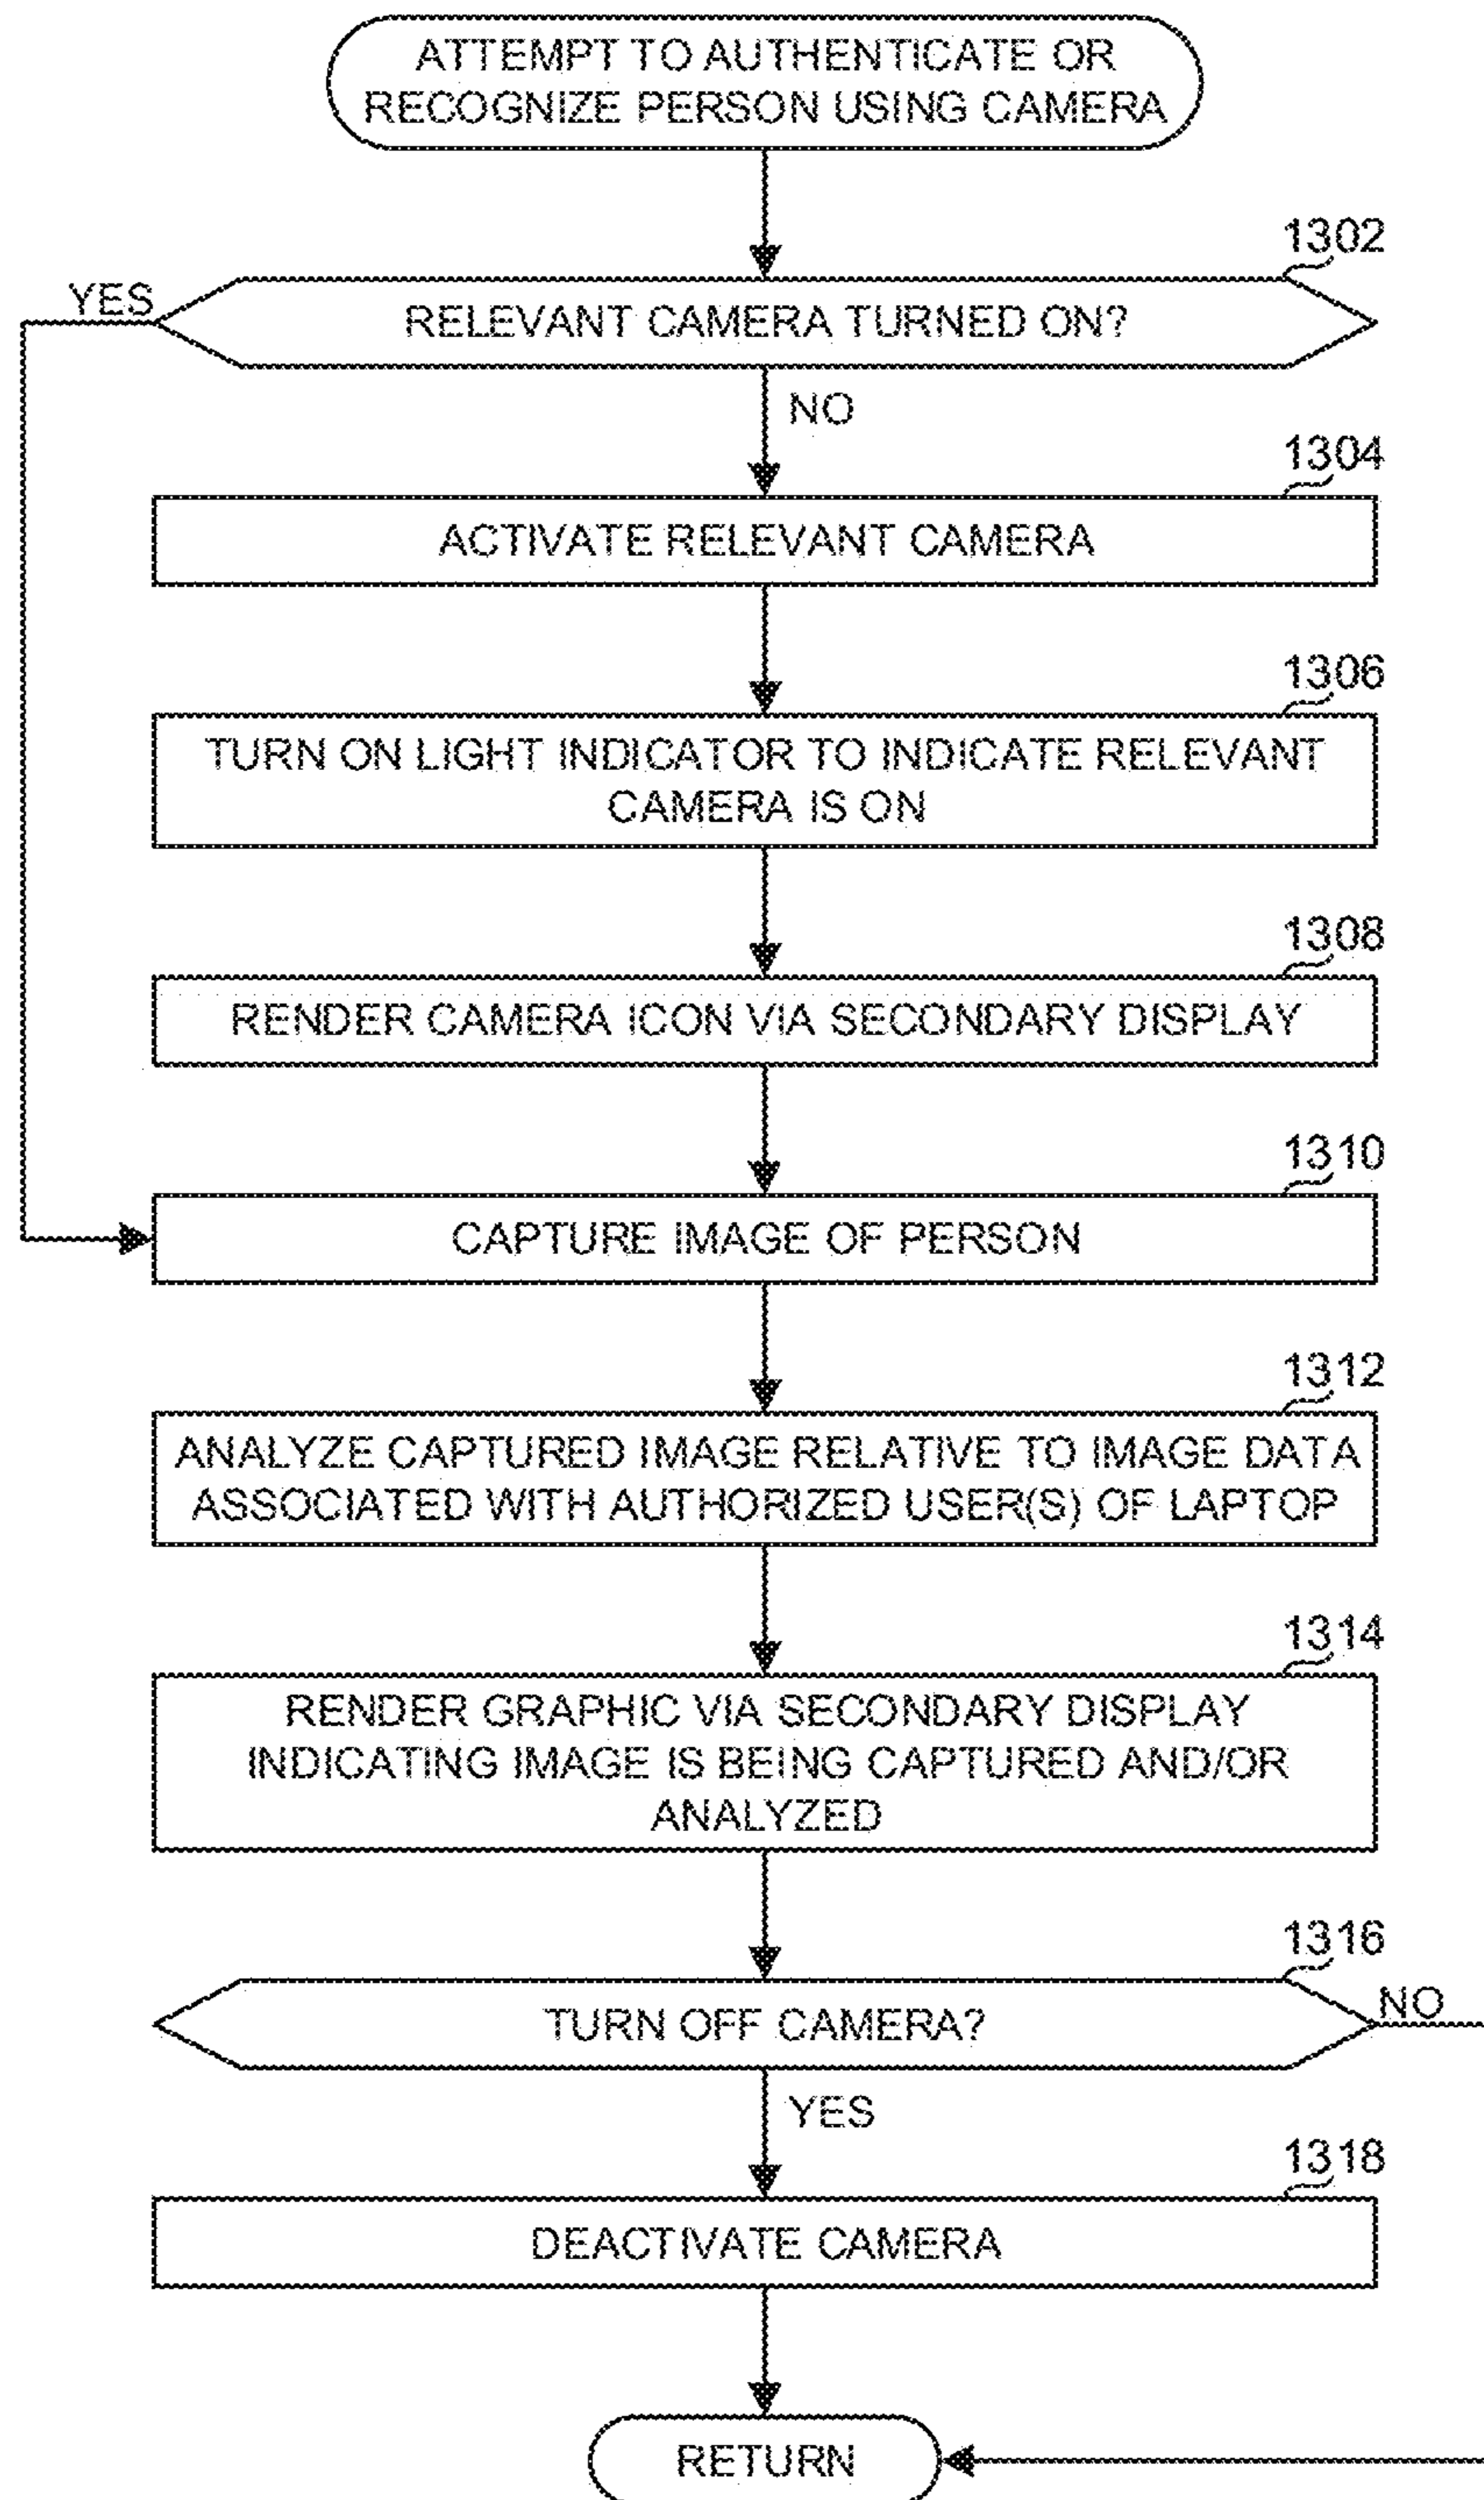 ATTEMPT TO AUTHENTICATE OR
RECOGNIZE PERSON USING CAMERA
1302
YES
RELEVANT CAMERA TURNED ON?
NO
1304
ACTIVATE RELEVANT CAMERA
1306
TURN ON LIGHT INDICATOR TO INDICATE RELEVANT
CAMERA IS ON
1308
RENDER CAMERA ICON VIA SECONDARY DISPLAY
1310
CAPTURE IMAGE OF PERSON
1312
ANALYZE CAPTURED IMAGE RELATIVE TO IMAGE DATA
ASSOCIATED WITH AUTHORIZED USER(S) OF LAPTOP
1314
RENDER GRAPHIC VIA SECONDARY DISPLAY
INDICATING IMAGE IS BEING CAPTURED AND/OR
ANALYZED
1316
TURN OFF CAMERA?
NO
YES
1318
DEACTIVATE CAMERA
RETURN